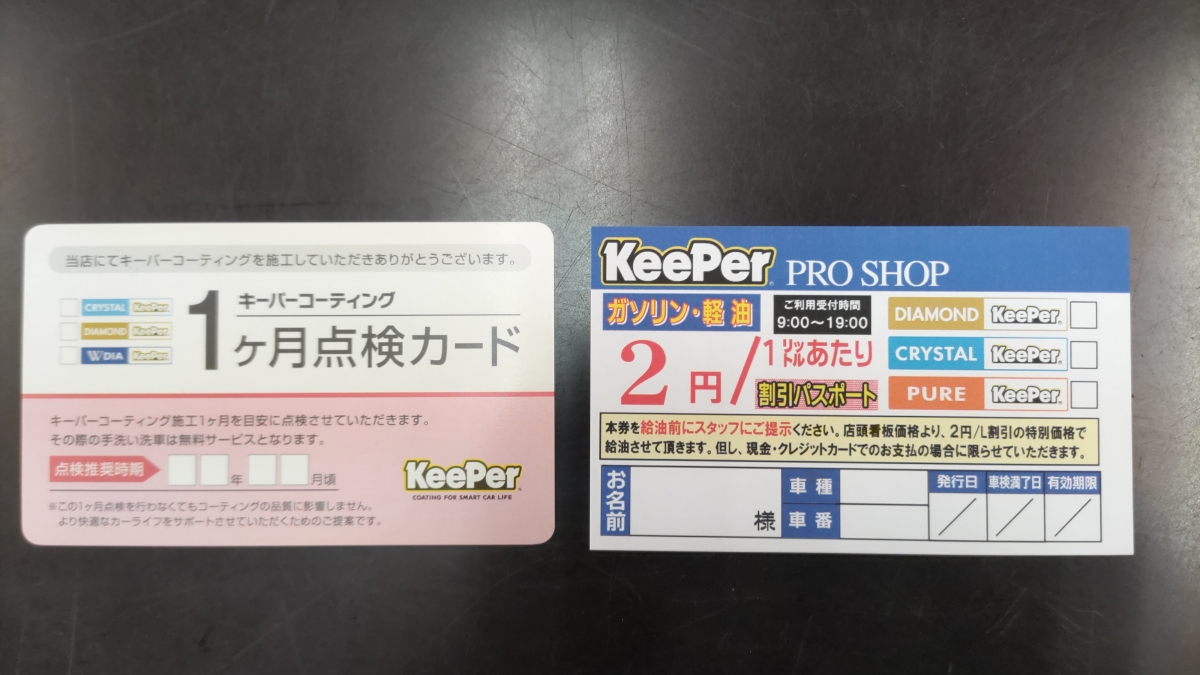 当店にてキーパーコーティングを施工していただきありがとうございます。
CRYSTAL KeePer
DIAMOND KeePer
W DIA KeePer
キーパーコーティング
1ヶ月点検カード
キーパーコーティング施工1ヶ月を目安に点検させていただきます。
その際の手洗い洗車は無料サービスとなります。
点検推奨時期 年 月頃
KeePer
COATING FOR SMART CAR LIFE
※この1ヶ月点検を行わなくてもコーティングの品質に影響しません。
より快適なカーライフをサポートさせていただくためのご提案です。
KeePer PRO SHOP
ガソリン・軽油
ご利用受付時間
9:00〜19:00
2円/1リットルあたり
割引パスポート
DIAMOND KeePer
CRYSTAL KeePer
PURE KeePer
本券を給油前にスタッフにご提示ください。店頭看板価格より、2円/L割引の特別価格で
給油させて頂きます。但し、現金・クレジットカードでのお支払の場合に限らせていただきます。
お名前 様
車種
車番
発行日 車検満了日 有効期限
/ / /